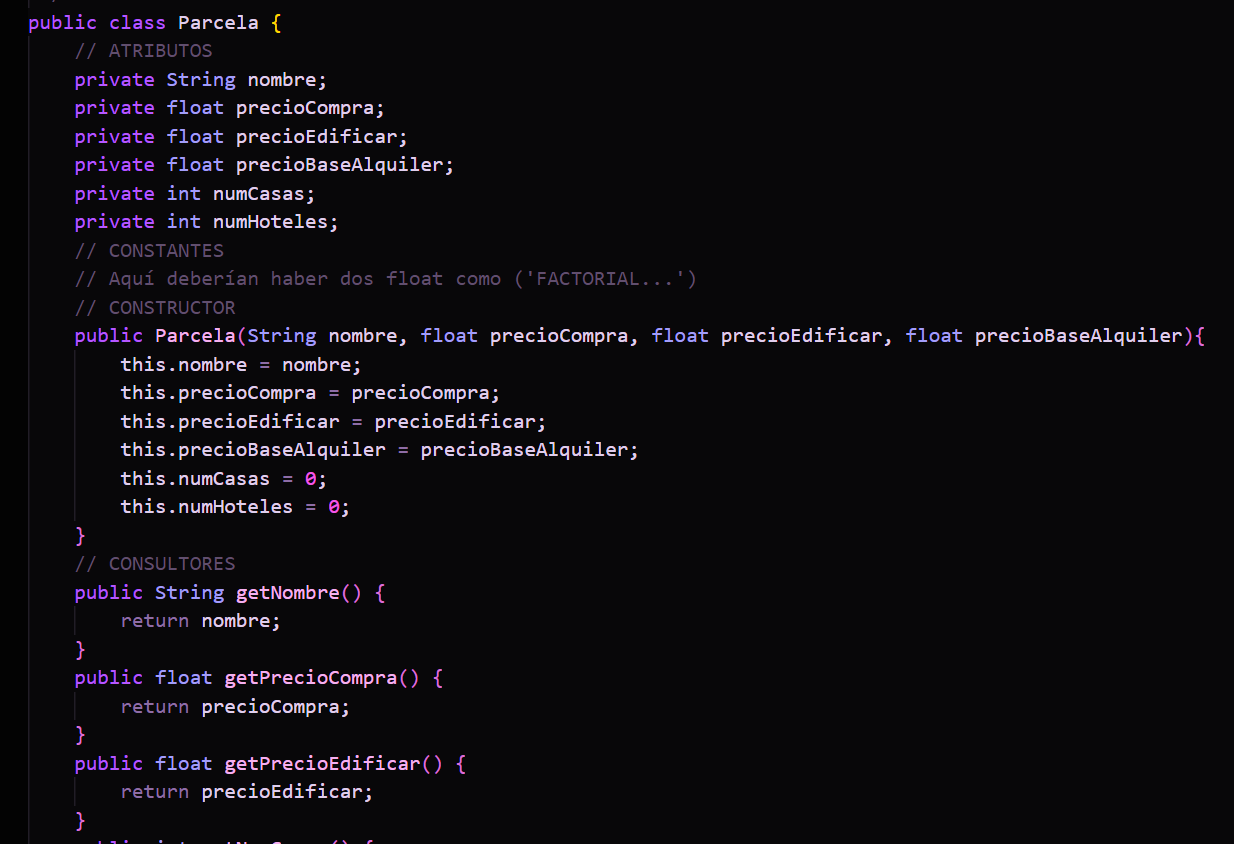 public class Parcela {
// ATRIBUTOS
private String nombre;
private float precioCompra;
private float precioEdificar;
private float precioBaseAlquiler;
private int numCasas;
private int numHoteles;
// CONSTANTES
// Aquí deberían haber dos float como ('FACTORIAL...')
// CONSTRUCTOR
public Parcela(String nombre, float precioCompra, float precioEdificar, float precioBaseAlquiler){
this.nombre = nombre;
this.precioCompra = precioCompra;
this.precioEdificar = precioEdificar;
this.precioBaseAlquiler = precioBaseAlquiler;
this.numCasas = 0;
this.numHoteles = 0;
}
// CONSULTORES
public String getNombre() {
return nombre;
}
public float getPrecioCompra() {
return precioCompra;
}
public float getPrecioEdificar() {
return precioEdificar;
}